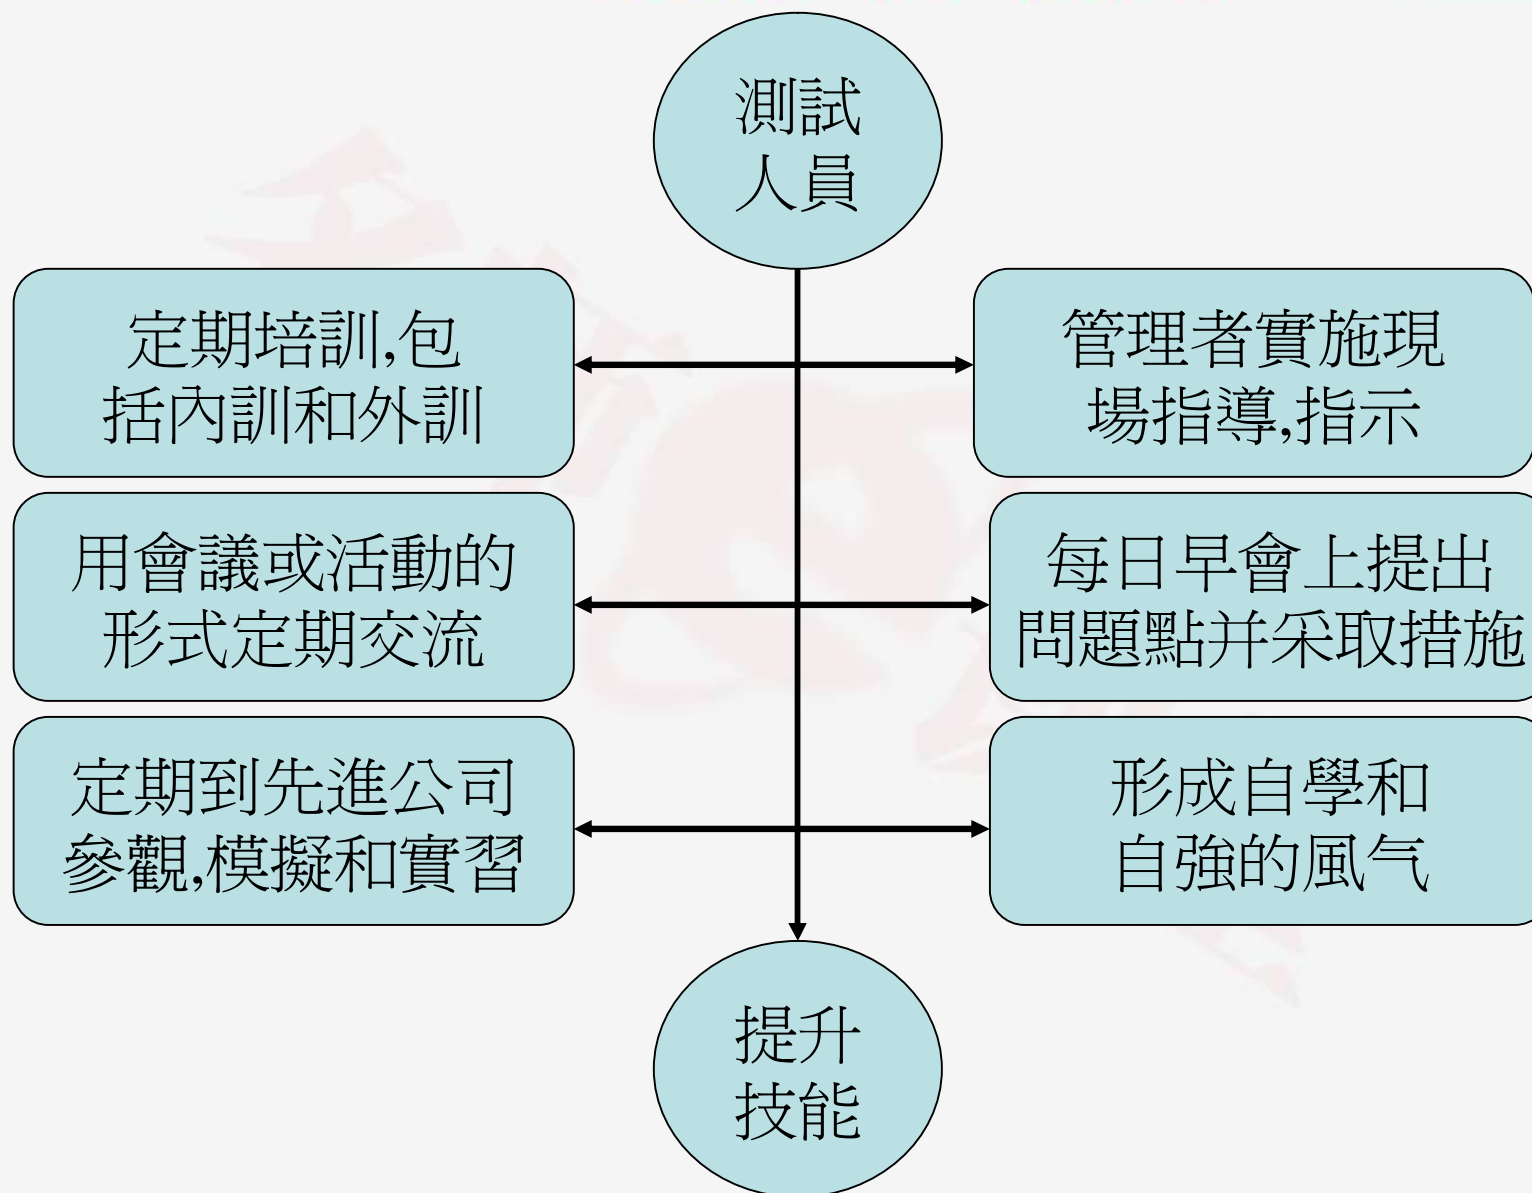 測試
人員
定期培訓,包
括內訓和外訓
管理者實施現
場指導,指示
用會議或活動的
形式定期交流
每日早會上提出
問題點并采取措施
定期到先進公司
參觀,模擬和實習
形成自學和
自強的風气
提升
技能